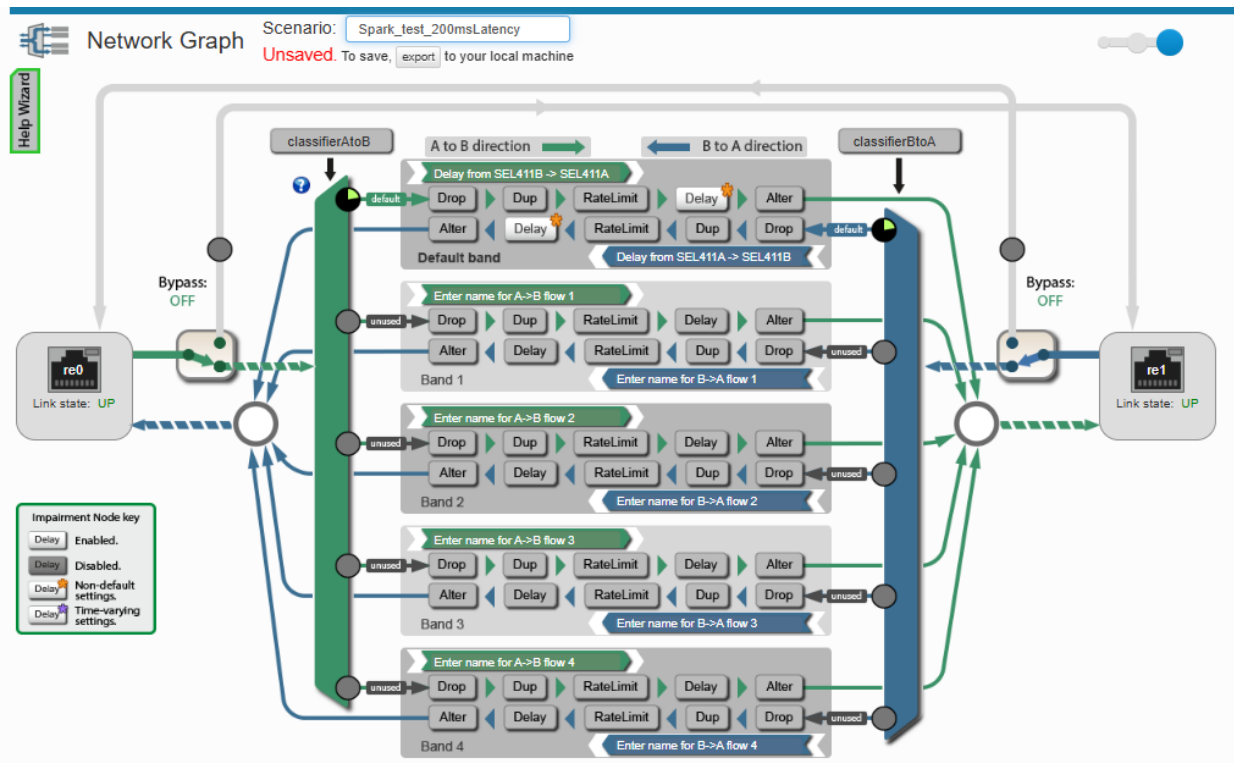 Network Graph
Scenario: Spark_test_200msLatency
Unsaved. To save, export to your local machine
Help Wizard
classifierAtoB
A to B direction
B to A direction
classifierBtoA
Delay from SEL411B -> SEL411A
?
default
Drop Dup RateLimit Delay Alter
Alter Delay RateLimit Dup Drop
default
Default band
Delay from SEL411A -> SEL411B
Bypass:
OFF
Bypass:
OFF
Enter name for A->B flow 1
unused
Drop Dup RateLimit Delay Alter
Alter Delay RateLimit Dup Drop
unused
Band 1
Enter name for B->A flow 1
re0
Link state: UP
re1
Link state: UP
Enter name for A->B flow 2
unused
Drop Dup RateLimit Delay Alter
Alter Delay RateLimit Dup Drop
unused
Band 2
Enter name for B->A flow 2
Impairment Node key
Delay Enabled.
Delay Disabled.
Delay Non-default
settings.
Delay Time-varying
settings.
Enter name for A->B flow 3
unused
Drop Dup RateLimit Delay Alter
Alter Delay RateLimit Dup Drop
unused
Band 3
Enter name for B->A flow 3
Enter name for A->B flow 4
unused
Drop Dup RateLimit Delay Alter
Alter Delay RateLimit Dup Drop
unused
Band 4
Enter name for B->A flow 4